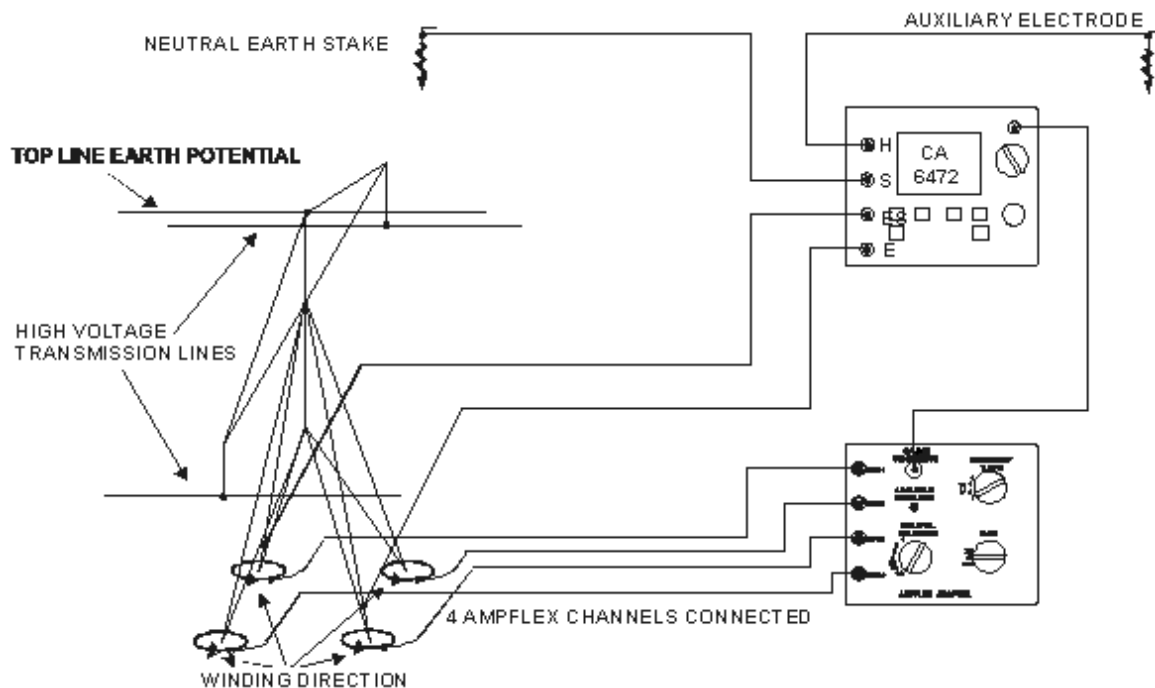 NEUTRAL EARTH STAKE
AUXILIARY ELECTRODE
TOP LINE EARTH POTENTIAL
H
CA
6472
S
ES
E
HIGH VOLTAGE
TRANSMISSION LINES
4 AMPFLEX CHANNELS CONNECTED
WINDING DIRECTION